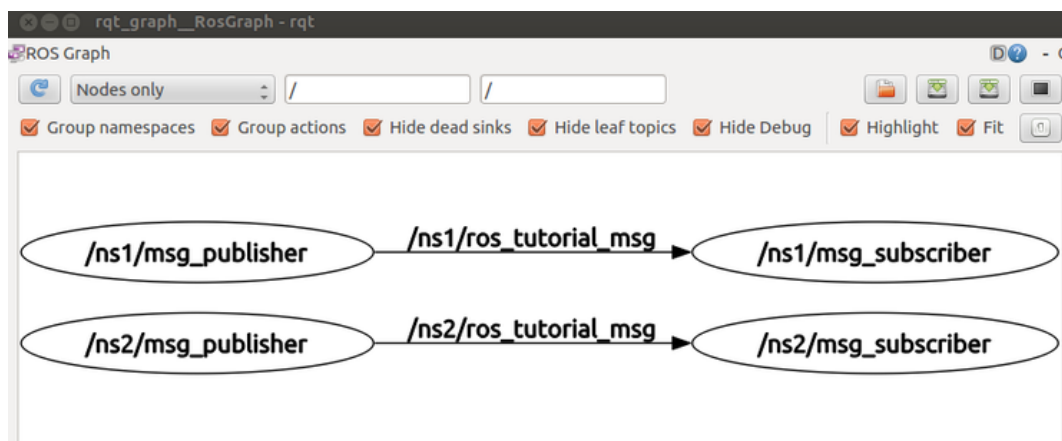 rqt_graph__RosGraph - rqt
ROS Graph D ? -
Nodes only / /
Group namespaces Group actions Hide dead sinks Hide leaf topics Hide Debug Highlight Fit
/ns1/msg_publisher /ns1/ros_tutorial_msg /ns1/msg_subscriber
/ns2/msg_publisher /ns2/ros_tutorial_msg /ns2/msg_subscriber